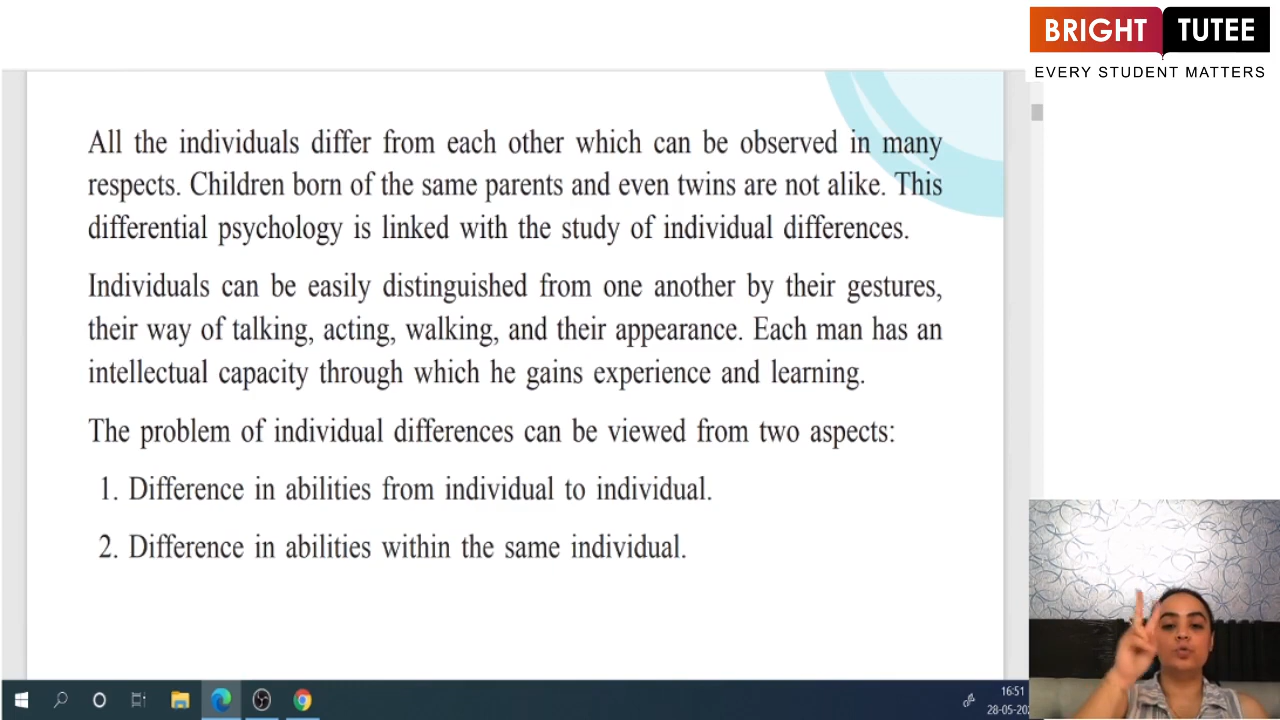 BRIGHT TUTEE
EVERY STUDENT MATTERS
All the individuals differ from each other which can be observed in many
respects. Children born of the same parents and even twins are not alike. This
differential psychology is linked with the study of individual differences.
Individuals can be easily distinguished from one another by their gestures,
their way of talking, acting, walking, and their appearance. Each man has an
intellectual capacity through which he gains experience and learning.
The problem of individual differences can be viewed from two aspects:
1. Difference in abilities from individual to individual.
2. Difference in abilities within the same individual.
16:51
28-05-20